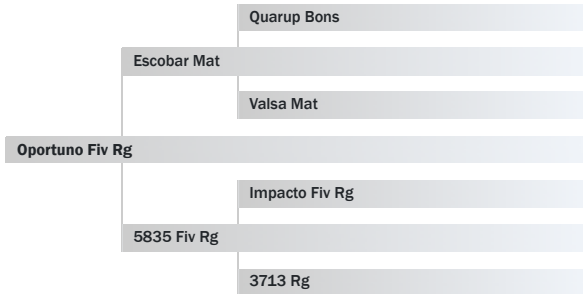 Quarup Bons
Escobar Mat
Valsa Mat
Oportuno Fiv Rg
Impacto Fiv Rg
5835 Fiv Rg
3713 Rg